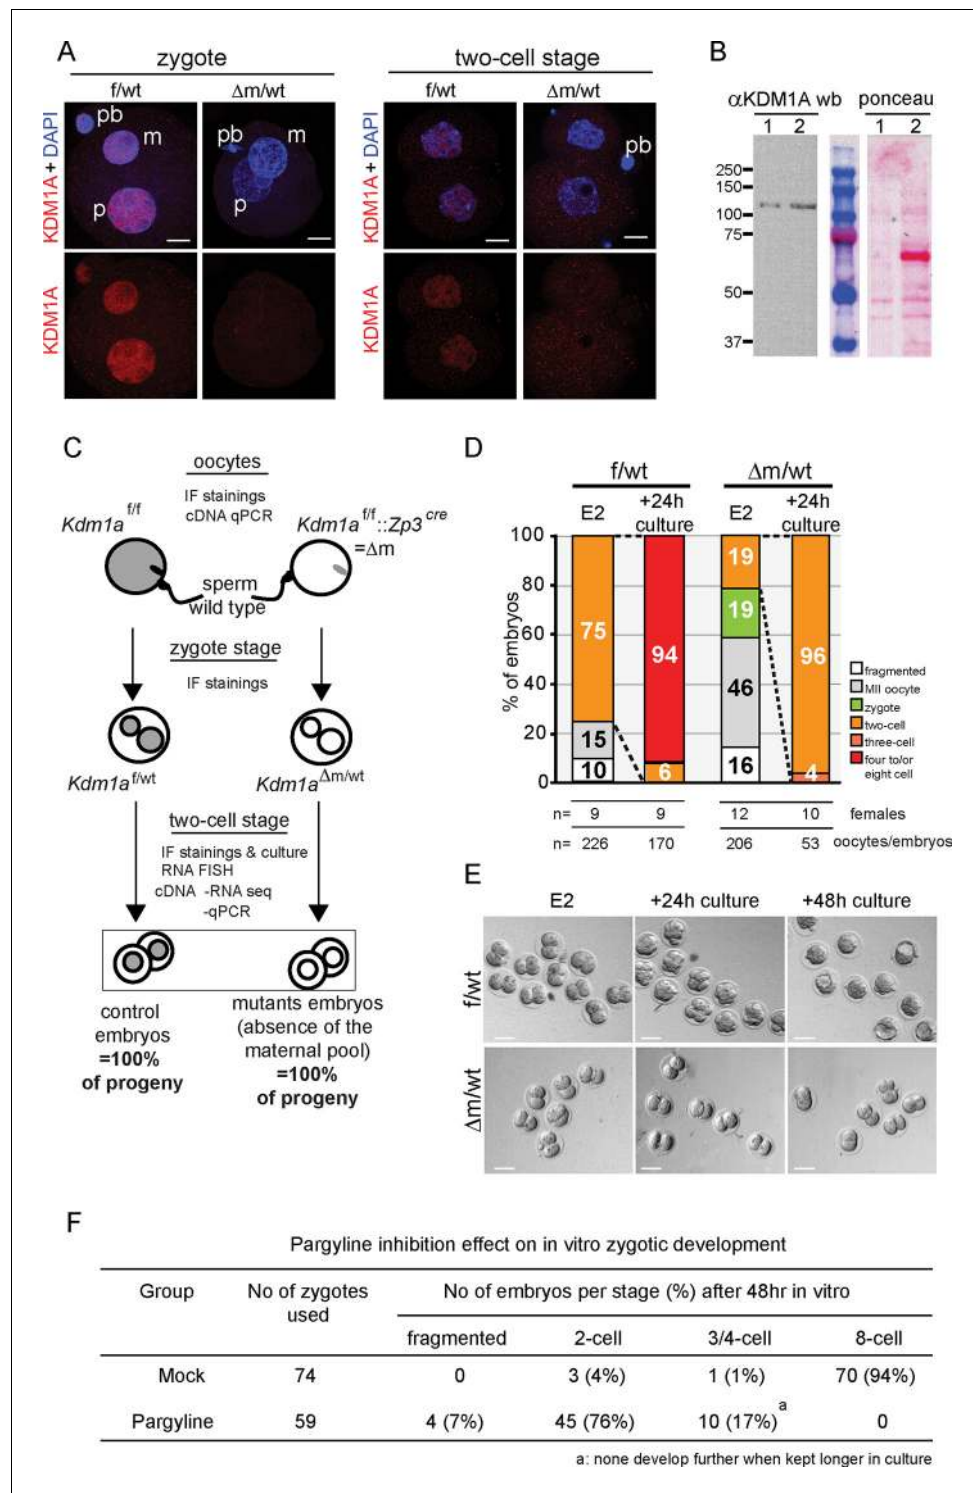 A
zygote
two-cell stage
f/wt
Δm/wt
f/wt
Δm/wt
KDM1A + DAPI
pb
m
p
pb
m
p
KDM1A + DAPI
pb
KDM1A
KDM1A
B
αKDM1A wb
ponceau
1 2
1 2
250
150
100
75
50
37
C
oocytes
IF stainings
cDNA qPCR
Kdm1a f/f
Kdm1a f/f::Zp3 cre
=Δm
sperm
wild type
zygote stage
IF stainings
Kdm1a f/wt
Kdm1a Δm/wt
two-cell stage
IF stainings & culture
RNA FISH
cDNA -RNA seq
-qPCR
control
embryos
=100%
of progeny
mutants embryos
(absence of the
maternal pool)
=100%
of progeny
D
f/wt
Δm/wt
E2
+24h
culture
E2
+24h
culture
% of embryos
100
80
60
40
20
0
75
15
10
94
6
19
19
46
16
96
4
fragmented
MII oocyte
zygote
two-cell
three-cell
four to/or
eight cell
n= 9 9 12 10 females
n= 226 170 206 53 oocytes/embryos
E
E2
+24h culture
+48h culture
f/wt
Δm/wt
F
Pargyline inhibition effect on in vitro zygotic development
Group
No of zygotes
used
No of embryos per stage (%) after 48hr in vitro
fragmented 2-cell 3/4-cell 8-cell
Mock 74 0 3 (4%) 1 (1%) 70 (94%)
Pargyline 59 4 (7%) 45 (76%) 10 (17%) a 0
a: none develop further when kept longer in culture